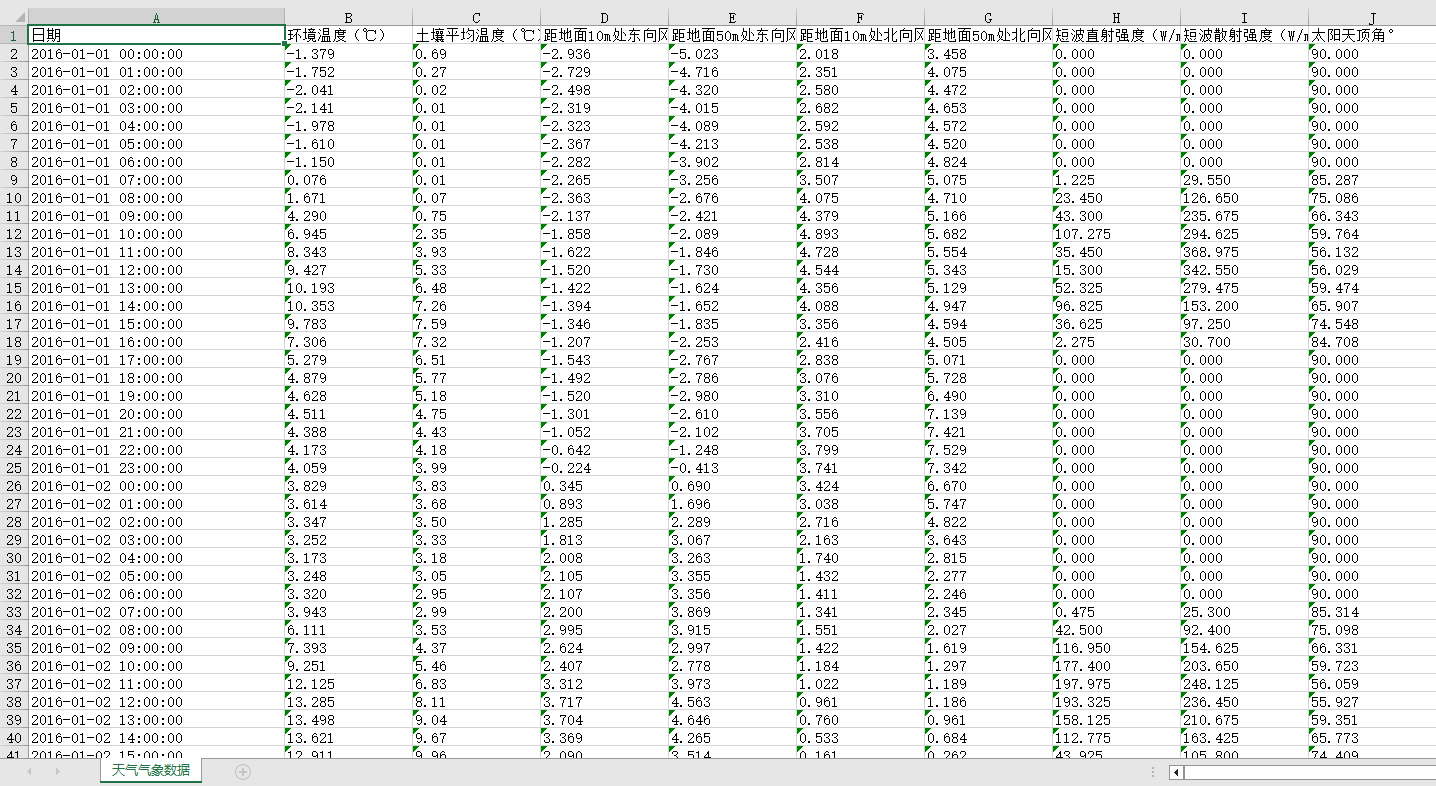 A B C D E F G H I J
1 日期 环境温度（℃） 土壤平均温度（℃） 距地面10m处东向风 距地面50m处东向风 距地面10m处北向风 距地面50m处北向风 短波直射强度（W/m 短波散射强度（W/m 太阳天顶角°
2 2016-01-01 00:00:00 -1.379 0.69 -2.936 -5.023 2.018 3.458 0.000 0.000 90.000
3 2016-01-01 01:00:00 -1.752 0.27 -2.729 -4.716 2.351 4.075 0.000 0.000 90.000
4 2016-01-01 02:00:00 -2.041 0.02 -2.498 -4.320 2.580 4.472 0.000 0.000 90.000
5 2016-01-01 03:00:00 -2.141 0.01 -2.319 -4.015 2.682 4.653 0.000 0.000 90.000
6 2016-01-01 04:00:00 -1.978 0.01 -2.323 -4.089 2.592 4.572 0.000 0.000 90.000
7 2016-01-01 05:00:00 -1.610 0.01 -2.367 -4.213 2.538 4.520 0.000 0.000 90.000
8 2016-01-01 06:00:00 -1.150 0.01 -2.282 -3.902 2.814 4.824 0.000 0.000 90.000
9 2016-01-01 07:00:00 0.076 0.01 -2.265 -3.256 3.507 5.075 1.225 29.550 85.287
10 2016-01-01 08:00:00 1.671 0.07 -2.363 -2.676 4.075 4.710 23.450 126.650 75.086
11 2016-01-01 09:00:00 4.290 0.75 -2.137 -2.421 4.379 5.166 43.300 235.675 66.343
12 2016-01-01 10:00:00 6.945 2.35 -1.858 -2.089 4.893 5.682 107.275 294.625 59.764
13 2016-01-01 11:00:00 8.343 3.93 -1.622 -1.846 4.728 5.554 35.450 368.975 56.132
14 2016-01-01 12:00:00 9.427 5.33 -1.520 -1.730 4.544 5.343 15.300 342.550 56.029
15 2016-01-01 13:00:00 10.193 6.48 -1.422 -1.624 4.356 5.129 52.325 279.475 59.474
16 2016-01-01 14:00:00 10.353 7.26 -1.394 -1.652 4.088 4.947 96.825 153.200 65.907
17 2016-01-01 15:00:00 9.783 7.59 -1.346 -1.835 3.356 4.594 36.625 97.250 74.548
18 2016-01-01 16:00:00 7.306 7.32 -1.207 -2.253 2.416 4.505 2.275 30.700 84.708
19 2016-01-01 17:00:00 5.279 6.51 -1.543 -2.767 2.838 5.071 0.000 0.000 90.000
20 2016-01-01 18:00:00 4.879 5.77 -1.492 -2.786 3.076 5.728 0.000 0.000 90.000
21 2016-01-01 19:00:00 4.628 5.18 -1.520 -2.980 3.310 6.490 0.000 0.000 90.000
22 2016-01-01 20:00:00 4.511 4.75 -1.301 -2.610 3.556 7.139 0.000 0.000 90.000
23 2016-01-01 21:00:00 4.388 4.43 -1.052 -2.102 3.705 7.421 0.000 0.000 90.000
24 2016-01-01 22:00:00 4.173 4.18 -0.642 -1.248 3.799 7.529 0.000 0.000 90.000
25 2016-01-01 23:00:00 4.059 3.99 -0.224 -0.413 3.741 7.342 0.000 0.000 90.000
26 2016-01-02 00:00:00 3.829 3.83 0.345 0.690 3.424 6.670 0.000 0.000 90.000
27 2016-01-02 01:00:00 3.614 3.68 0.893 1.696 3.038 5.747 0.000 0.000 90.000
28 2016-01-02 02:00:00 3.347 3.50 1.285 2.289 2.716 4.822 0.000 0.000 90.000
29 2016-01-02 03:00:00 3.252 3.33 1.813 3.067 2.163 3.643 0.000 0.000 90.000
30 2016-01-02 04:00:00 3.173 3.18 2.008 3.263 1.740 2.815 0.000 0.000 90.000
31 2016-01-02 05:00:00 3.248 3.05 2.105 3.355 1.432 2.277 0.000 0.000 90.000
32 2016-01-02 06:00:00 3.320 2.95 2.107 3.356 1.411 2.246 0.000 0.000 90.000
33 2016-01-02 07:00:00 3.943 2.99 2.200 3.869 1.341 2.345 0.475 25.300 85.314
34 2016-01-02 08:00:00 6.111 3.53 2.995 3.915 1.551 2.027 42.500 92.400 75.098
35 2016-01-02 09:00:00 7.393 4.37 2.624 2.997 1.422 1.619 116.950 154.625 66.331
36 2016-01-02 10:00:00 9.251 5.46 2.407 2.778 1.184 1.297 177.400 203.650 59.723
37 2016-01-02 11:00:00 12.125 6.83 3.312 3.973 1.022 1.189 197.975 248.125 56.059
38 2016-01-02 12:00:00 13.285 8.11 3.717 4.563 0.961 1.186 193.325 236.450 55.927
39 2016-01-02 13:00:00 13.498 9.04 3.704 4.646 0.760 0.961 158.125 210.675 59.351
40 2016-01-02 14:00:00 13.621 9.67 3.369 4.265 0.533 0.684 112.775 163.425 65.773
41 2016-01-02 15:00:00 12.911 9.96 2.090 3.514 0.161 0.262 43.925 105.800 74.409
天气气象数据